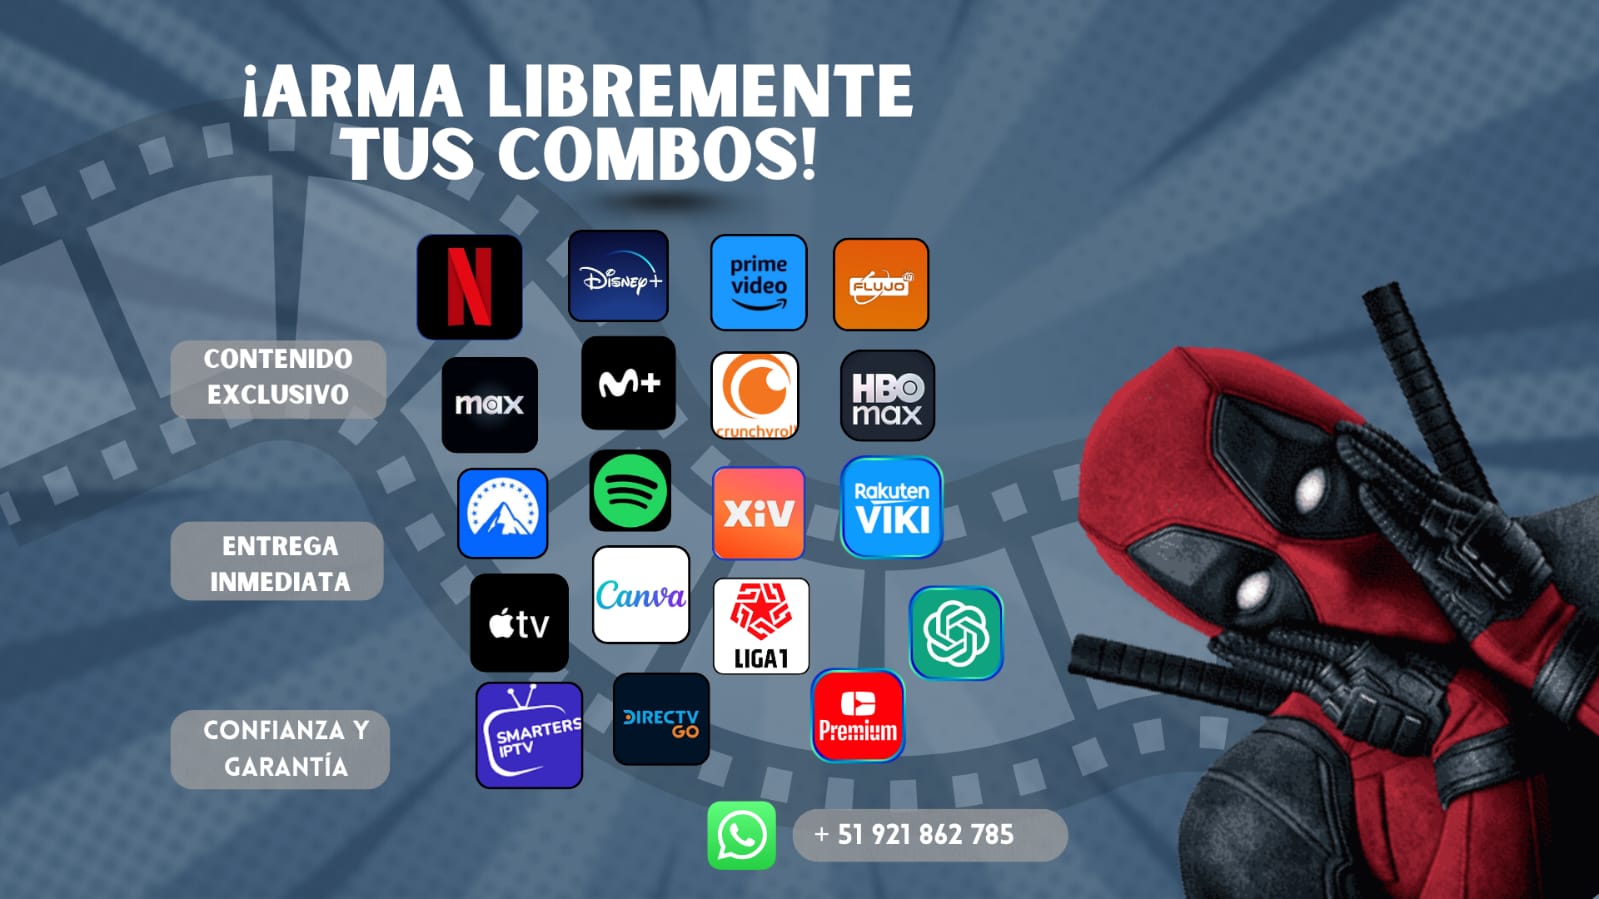 ¡ARMA LIBREMENTE
TUS COMBOS!
N
DISNEY+
prime
video
FLUJO
CONTENIDO
EXCLUSIVO
max
M+
crunchyroll
HBO
max
Rakuten
VIKI
XiV
ENTREGA
INMEDIATA
Canva
tv
LIGA1
SMARTERS
IPTV
DIRECTV
GO
Premium
CONFIANZA Y
GARANTÍA
+ 51 921 862 785